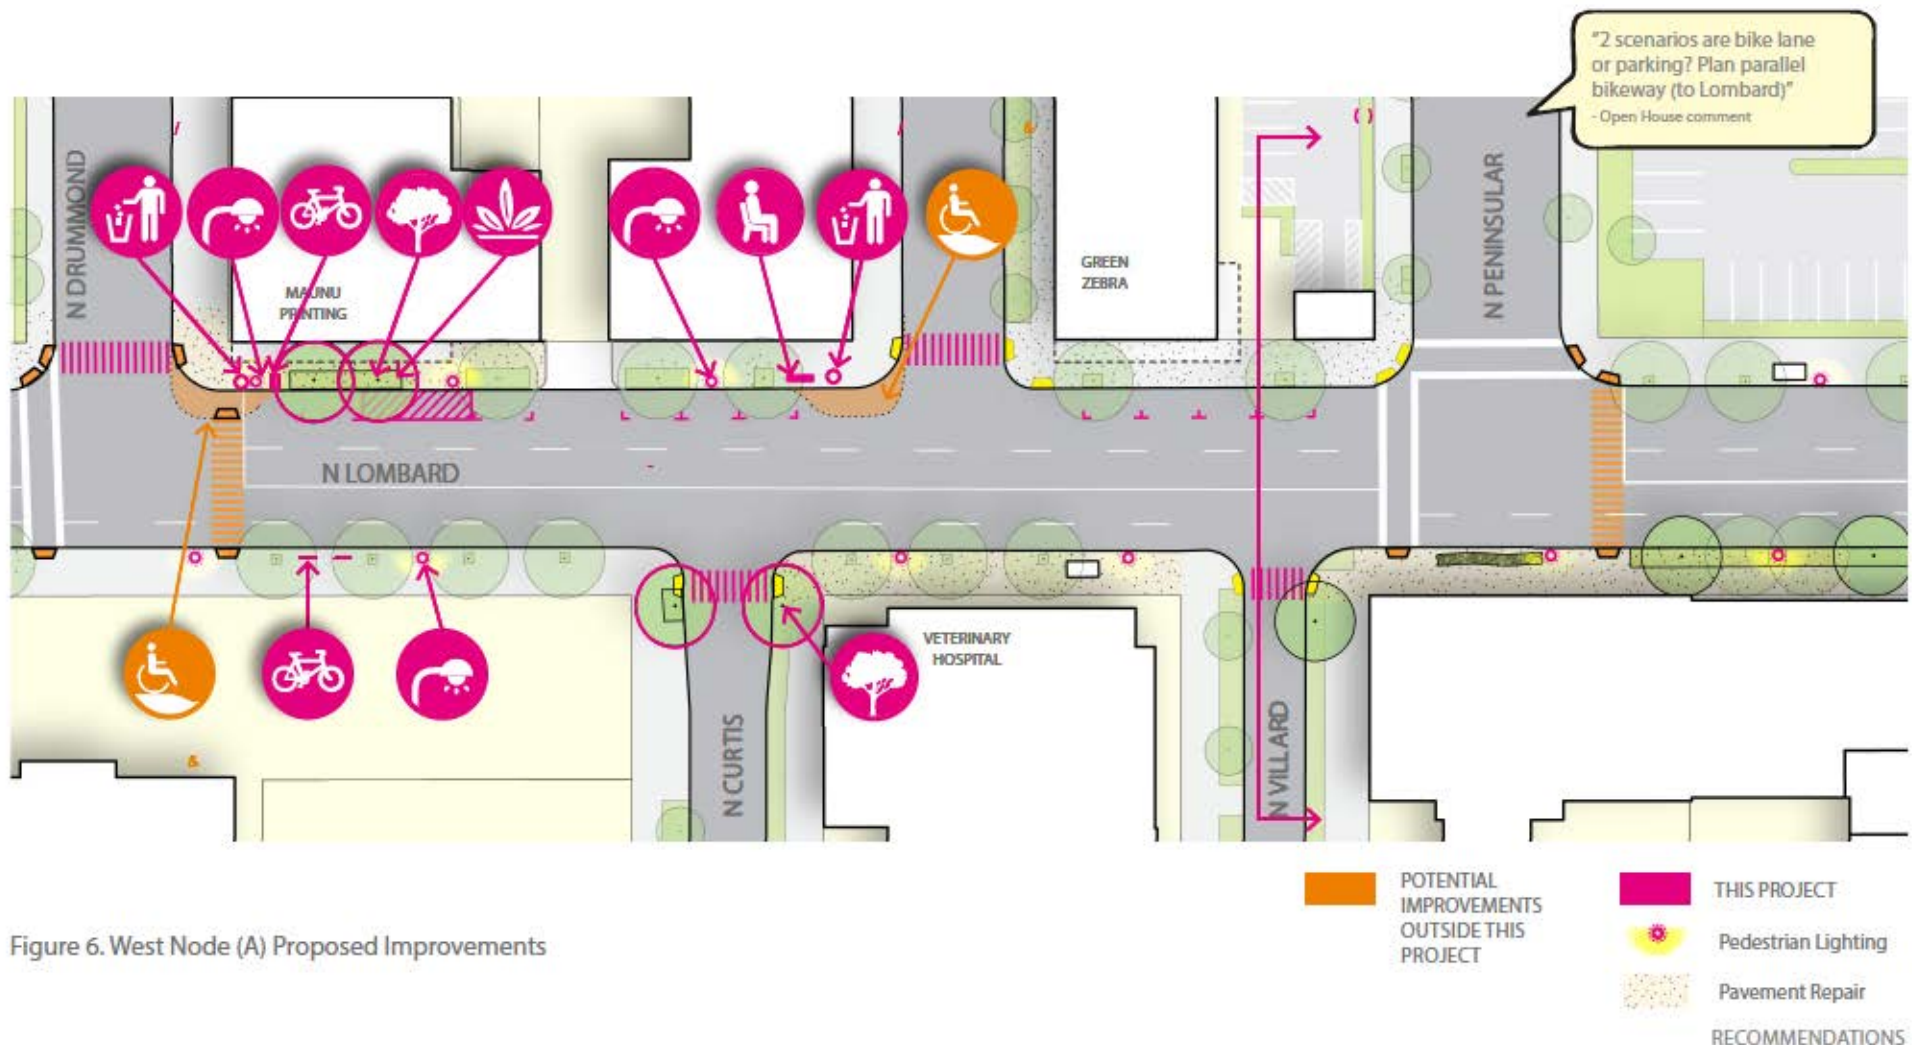 "2 scenarios are bike lane
or parking? Plan parallel
bikeway (to Lombard)"
- Open House comment
N DRUMMOND
MAUNU
PRINTING
GREEN
ZEBRA
N PENINSULAR
N LOMBARD
VETERINARY
HOSPITAL
N CURTIS
N VILLARD
&
&
POTENTIAL
IMPROVEMENTS
OUTSIDE THIS
PROJECT
THIS PROJECT
Pedestrian Lighting
Pavement Repair
RECOMMENDATIONS
Figure 6. West Node (A) Proposed Improvements